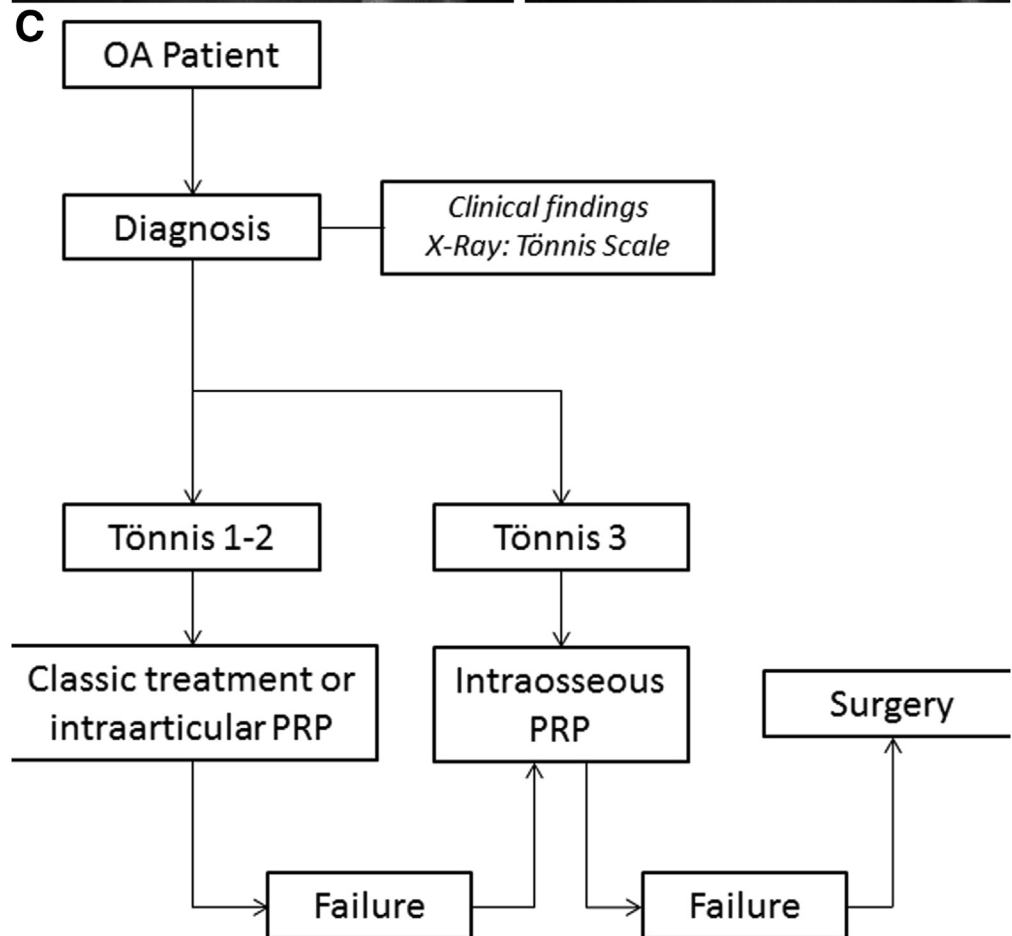 C
OA Patient
Diagnosis
Clinical findings
X-Ray: Tönnis Scale
Tönnis 1-2
Tönnis 3
Classic treatment or
intraarticular PRP
Intraosseous
PRP
Surgery
Failure
Failure